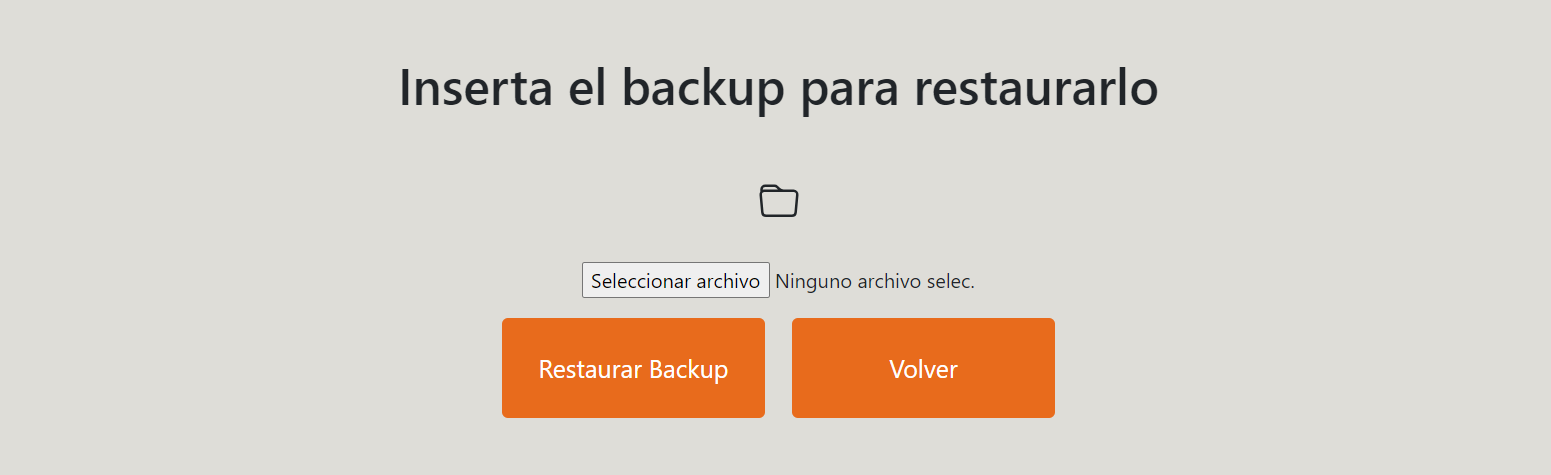 Inserta el backup para restaurarlo
Seleccionar archivo Ninguno archivo selec.
Restaurar Backup Volver